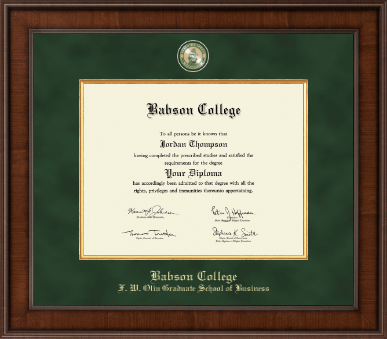 Babson College
To all persons be it known that
Jordan Thompson
having completed the prescribed studies and satisfied the
requirements for the degree
Your Diploma
has accordingly been admitted to that degree with all the
rights, privileges and immunities thereunto appertaining.
Babson College
F. W. Olin Graduate School of Business